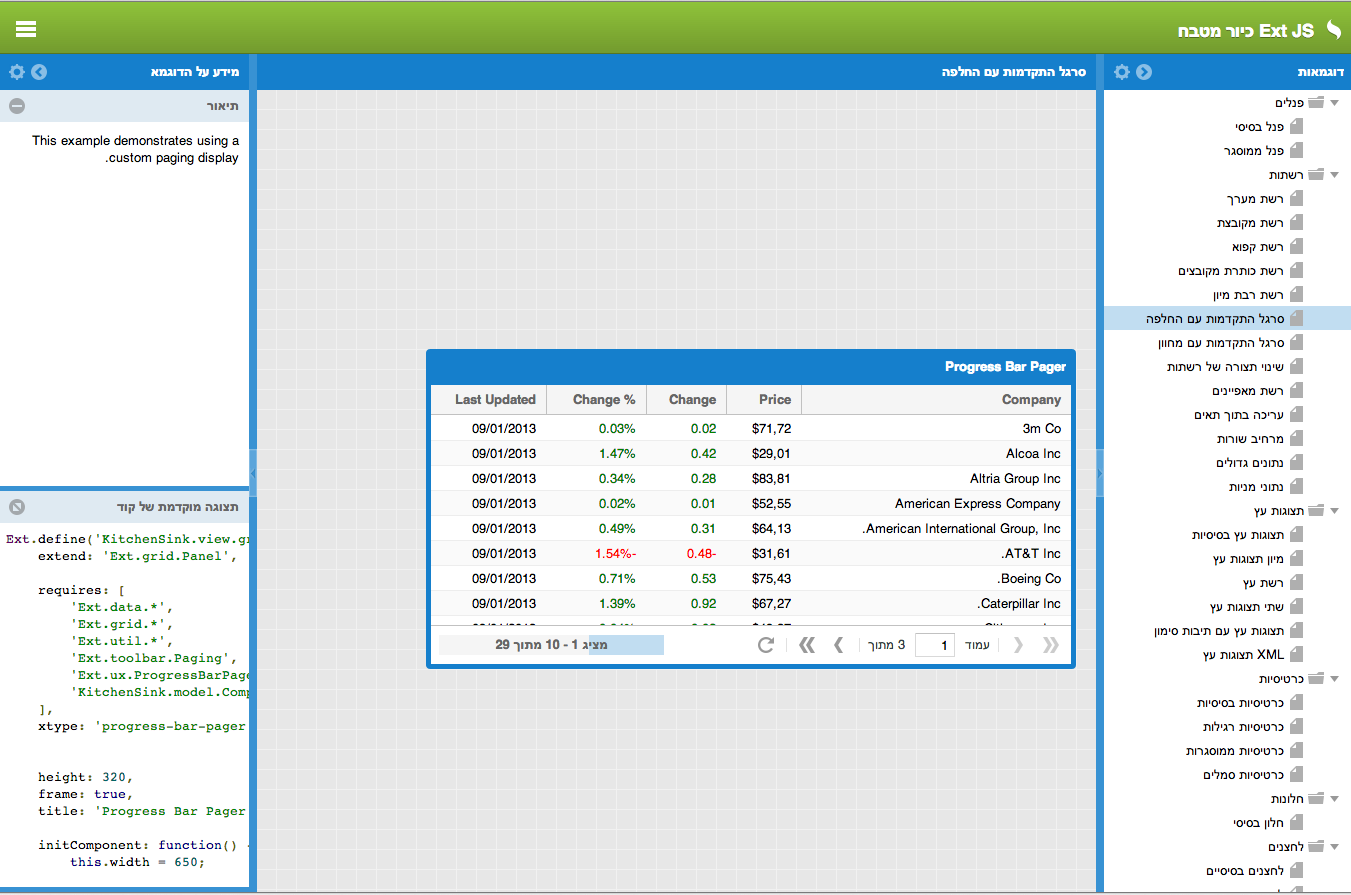 Ext JS כיור מטבח
דוגמאות
פנלים
פנל בסיסי
פנל ממוסגר
רשתות
רשת מערך
רשת מקובצת
רשת קפוא
רשת כותרת מקובצים
רשת רבת מיון
סרגל התקדמות עם החלפה
סרגל התקדמות עם מחוון
שינוי תצורה של רשתות
רשת מאפיינים
עריכה בתוך תאים
מרחיב שורות
נתונים גדולים
נתוני מניות
תצוגות עץ
תצוגות עץ בסיסיות
מיון תצוגות עץ
רשת עץ
שתי תצוגות עץ
תצוגות עץ עם תיבות סימון
XML תצוגות עץ
כרטיסיות
כרטיסיות בסיסיות
כרטיסיות רגילות
כרטיסיות ממוסגרות
כרטיסיות סמלים
חלונות
חלון בסיסי
לחצנים
לחצנים בסיסיים
סרגל התקדמות עם החלפה
Progress Bar Pager
Company Price Change Change % Last Updated
3m Co $71,72 0.02 0.03% 09/01/2013
Alcoa Inc $29,01 0.42 1.47% 09/01/2013
Altria Group Inc $83,81 0.28 0.34% 09/01/2013
American Express Company $52,55 0.01 0.02% 09/01/2013
.American International Group, Inc $64,13 0.31 0.49% 09/01/2013
.AT&T Inc $31,61 0.48- 1.54%- 09/01/2013
.Boeing Co $75,43 0.53 0.71% 09/01/2013
.Caterpillar Inc $67,27 0.92 1.39% 09/01/2013
עמוד 1 3 מתוך מציג 1 - 10 מתוך 29
מידע על הדוגמא
תיאור
This example demonstrates using a
.custom paging display
תצוגה מוקדמת של קוד
Ext.define('KitchenSink.view.gr
extend: 'Ext.grid.Panel',
requires: [
'Ext.data.*',
'Ext.grid.*',
'Ext.util.*',
'Ext.toolbar.Paging',
'Ext.ux.ProgressBarPage
'KitchenSink.model.Comp
],
xtype: 'progress-bar-pager
height: 320,
frame: true,
title: 'Progress Bar Pager
initComponent: function()
this.width = 650;